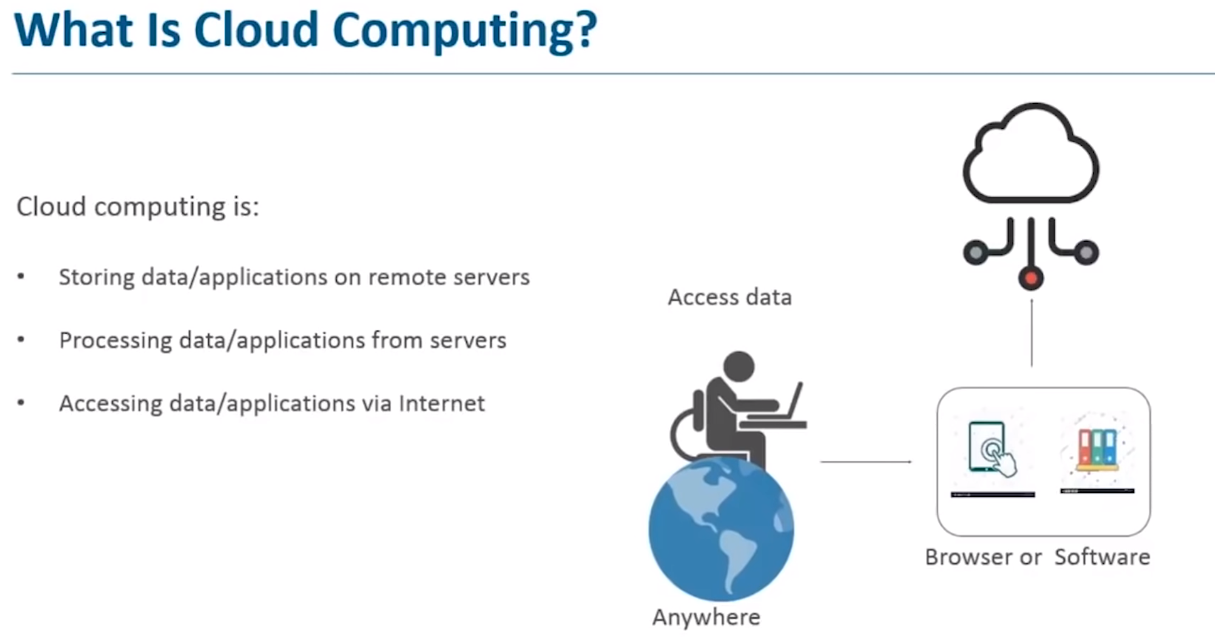 What Is Cloud Computing?
Cloud computing is:
• Storing data/applications on remote servers
• Processing data/applications from servers
• Accessing data/applications via Internet
Access data
Browser or Software
Anywhere